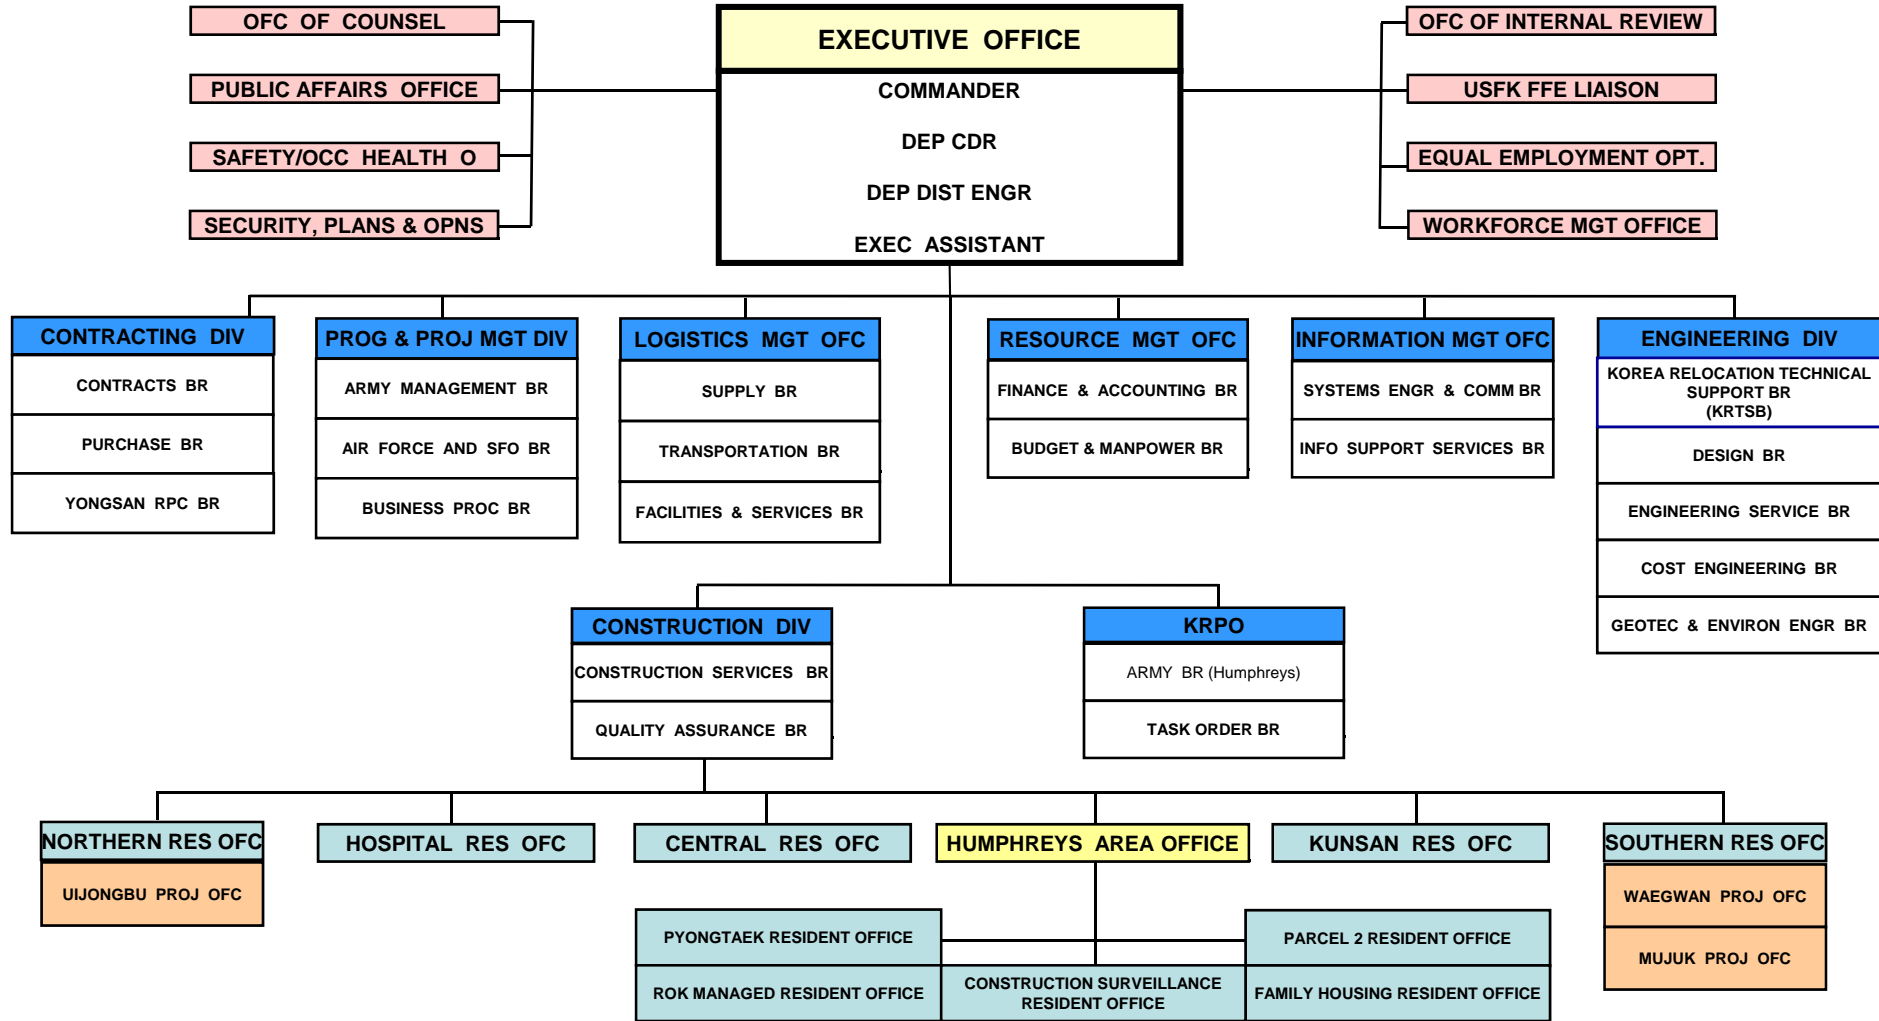 OFC OF COUNSEL
PUBLIC AFFAIRS OFFICE
SAFETY/OCC HEALTH O
SECURITY, PLANS & OPNS
EXECUTIVE OFFICE
COMMANDER
DEP CDR
DEP DIST ENGR
EXEC ASSISTANT
OFC OF INTERNAL REVIEW
USFK FFE LIAISON
EQUAL EMPLOYMENT OPT.
WORKFORCE MGT OFFICE
CONTRACTING DIV
CONTRACTS BR
PURCHASE BR
YONGSAN RPC BR
PROG & PROJ MGT DIV
ARMY MANAGEMENT BR
AIR FORCE AND SFO BR
BUSINESS PROC BR
LOGISTICS MGT OFC
SUPPLY BR
TRANSPORTATION BR
FACILITIES & SERVICES BR
RESOURCE MGT OFC
FINANCE & ACCOUNTING BR
BUDGET & MANPOWER BR
INFORMATION MGT OFC
SYSTEMS ENGR & COMM BR
INFO SUPPORT SERVICES BR
ENGINEERING DIV
KOREA RELOCATION TECHNICAL
SUPPORT BR
(KRTSB)
DESIGN BR
ENGINEERING SERVICE BR
COST ENGINEERING BR
GEOTEC & ENVIRON ENGR BR
CONSTRUCTION DIV
CONSTRUCTION SERVICES BR
QUALITY ASSURANCE BR
KRPO
ARMY BR (Humphreys)
TASK ORDER BR
NORTHERN RES OFC
UIJONGBU PROJ OFC
HOSPITAL RES OFC
CENTRAL RES OFC
HUMPHREYS AREA OFFICE
KUNSAN RES OFC
SOUTHERN RES OFC
WAEGWAN PROJ OFC
MUJUK PROJ OFC
PYONGTAEK RESIDENT OFFICE
PARCEL 2 RESIDENT OFFICE
ROK MANAGED RESIDENT OFFICE
CONSTRUCTION SURVEILLANCE
RESIDENT OFFICE
FAMILY HOUSING RESIDENT OFFICE